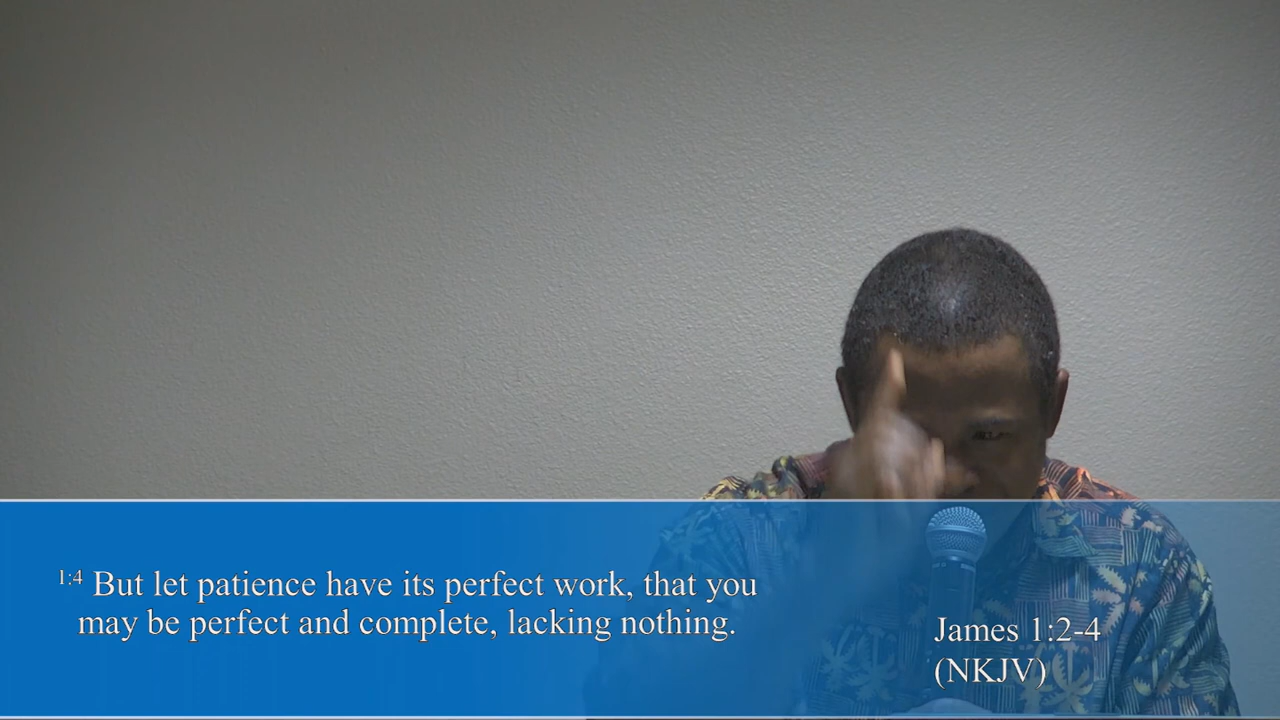 1:4 But let patience have its perfect work, that you
may be perfect and complete, lacking nothing.
James 1:2-4
(NKJV)